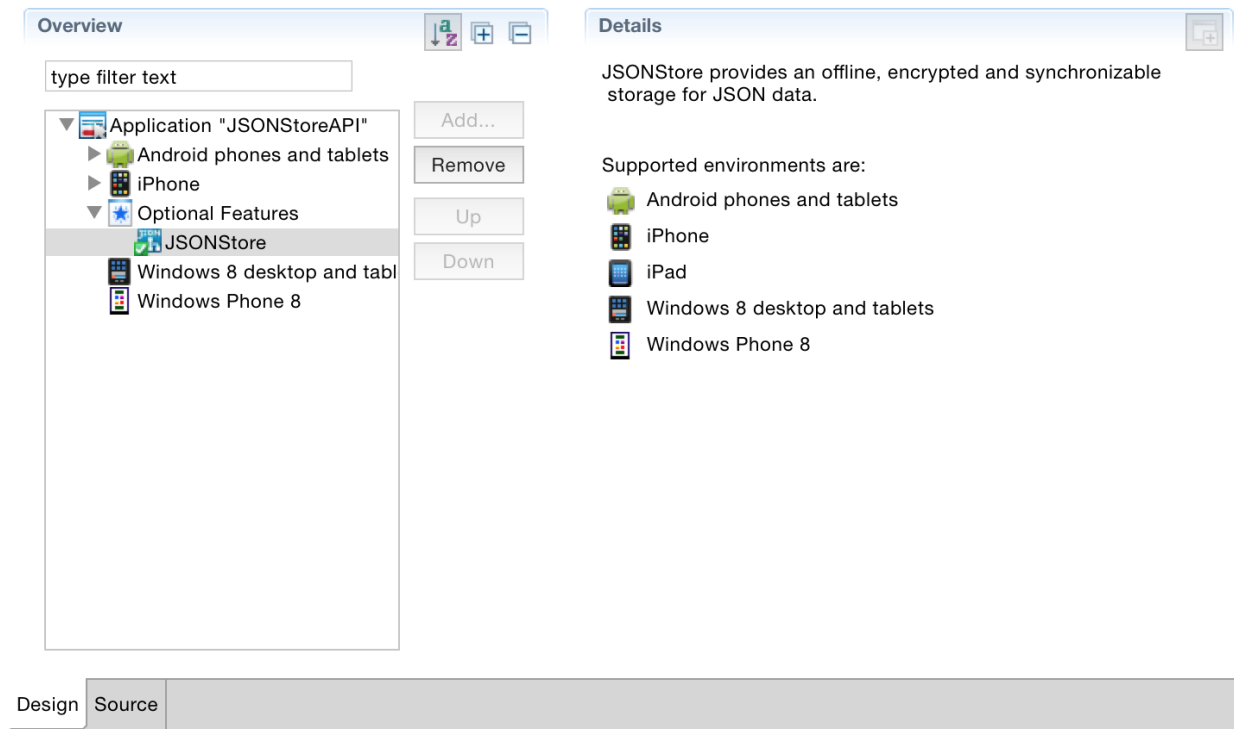 Overview
type filter text
Application "JSONStoreAPI"
Android phones and tablets
iPhone
Optional Features
JSONStore
Windows 8 desktop and tabl
Windows Phone 8
Add...
Remove
Up
Down
Details
JSONStore provides an offline, encrypted and synchronizable
storage for JSON data.
Supported environments are:
Android phones and tablets
iPhone
iPad
Windows 8 desktop and tablets
Windows Phone 8
Design
Source